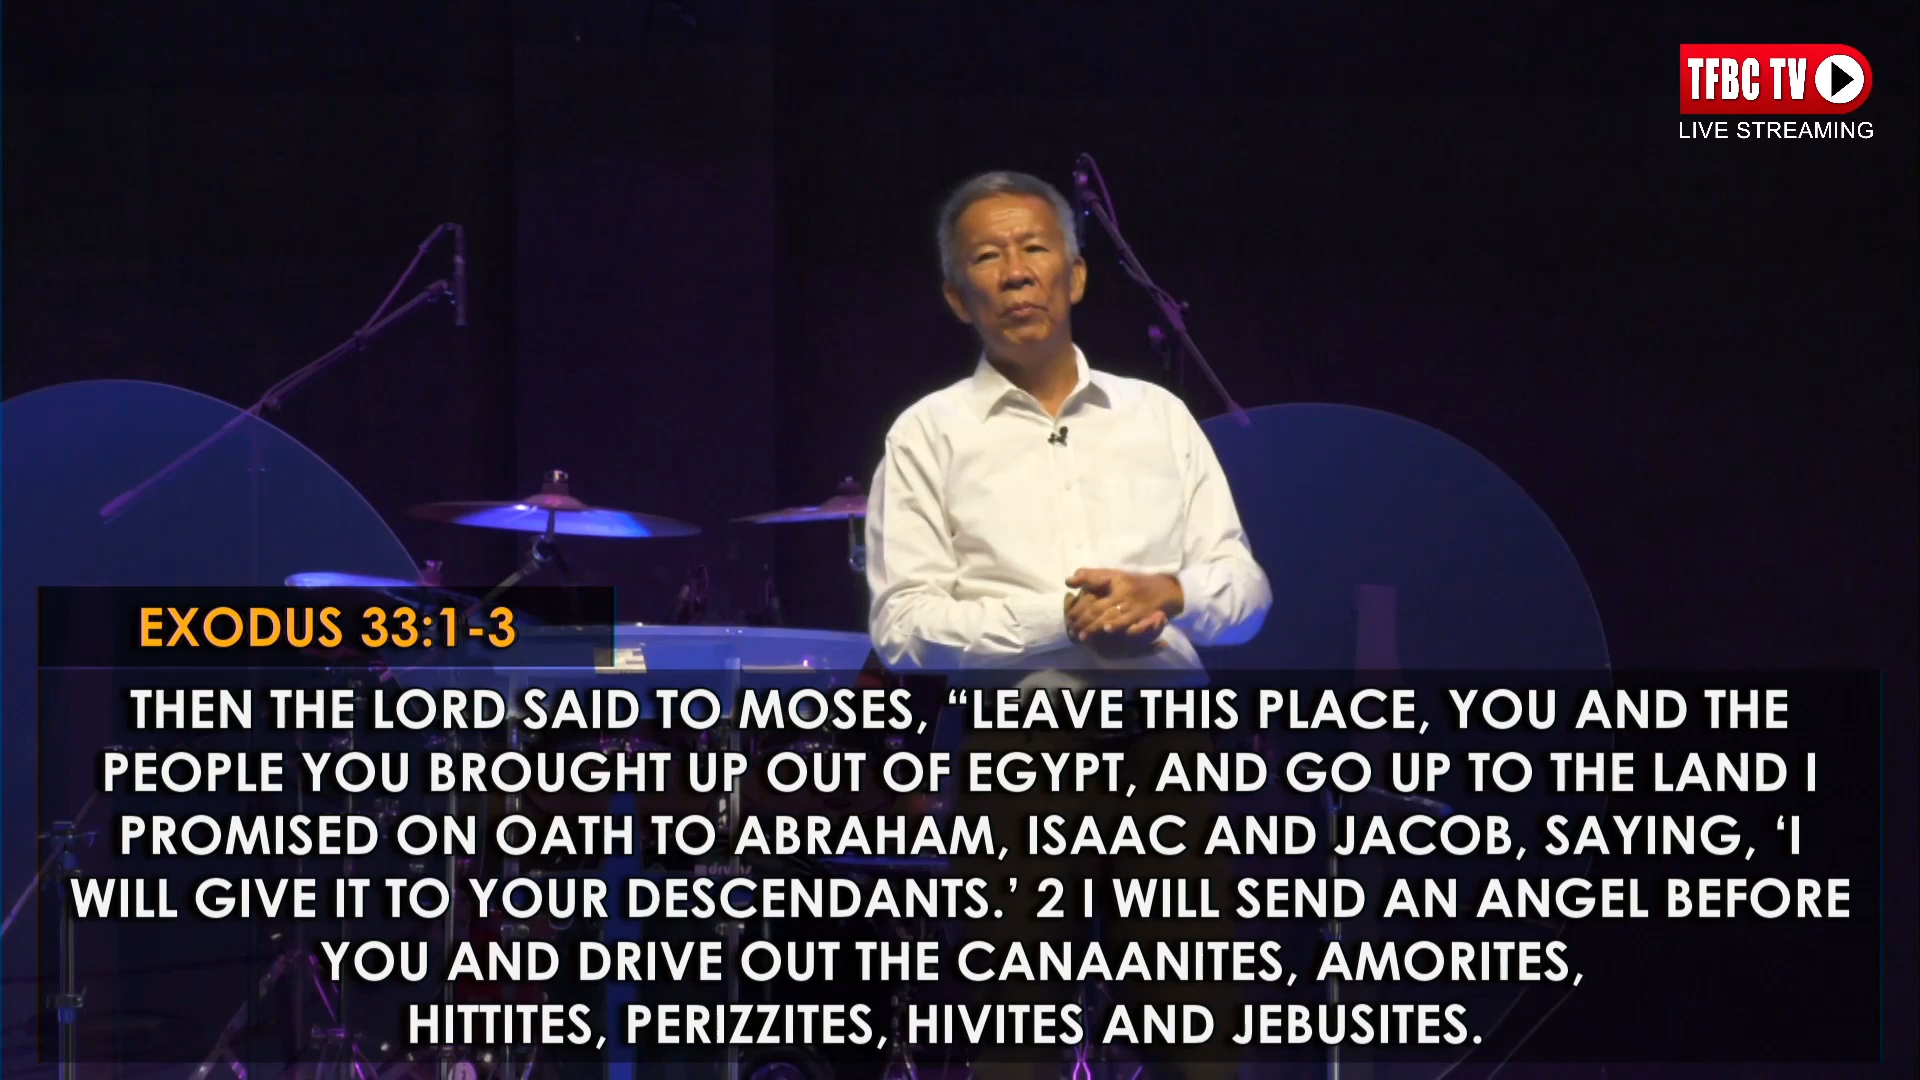 TFBC TV
LIVE STREAMING
EXODUS 33:1-3
THEN THE LORD SAID TO MOSES, “LEAVE THIS PLACE, YOU AND THE
PEOPLE YOU BROUGHT UP OUT OF EGYPT, AND GO UP TO THE LAND I
PROMISED ON OATH TO ABRAHAM, ISAAC AND JACOB, SAYING, ‘I
WILL GIVE IT TO YOUR DESCENDANTS.’ 2 I WILL SEND AN ANGEL BEFORE
YOU AND DRIVE OUT THE CANAANITES, AMORITES,
HITTITES, PERIZZITES, HIVITES AND JEBUSITES.